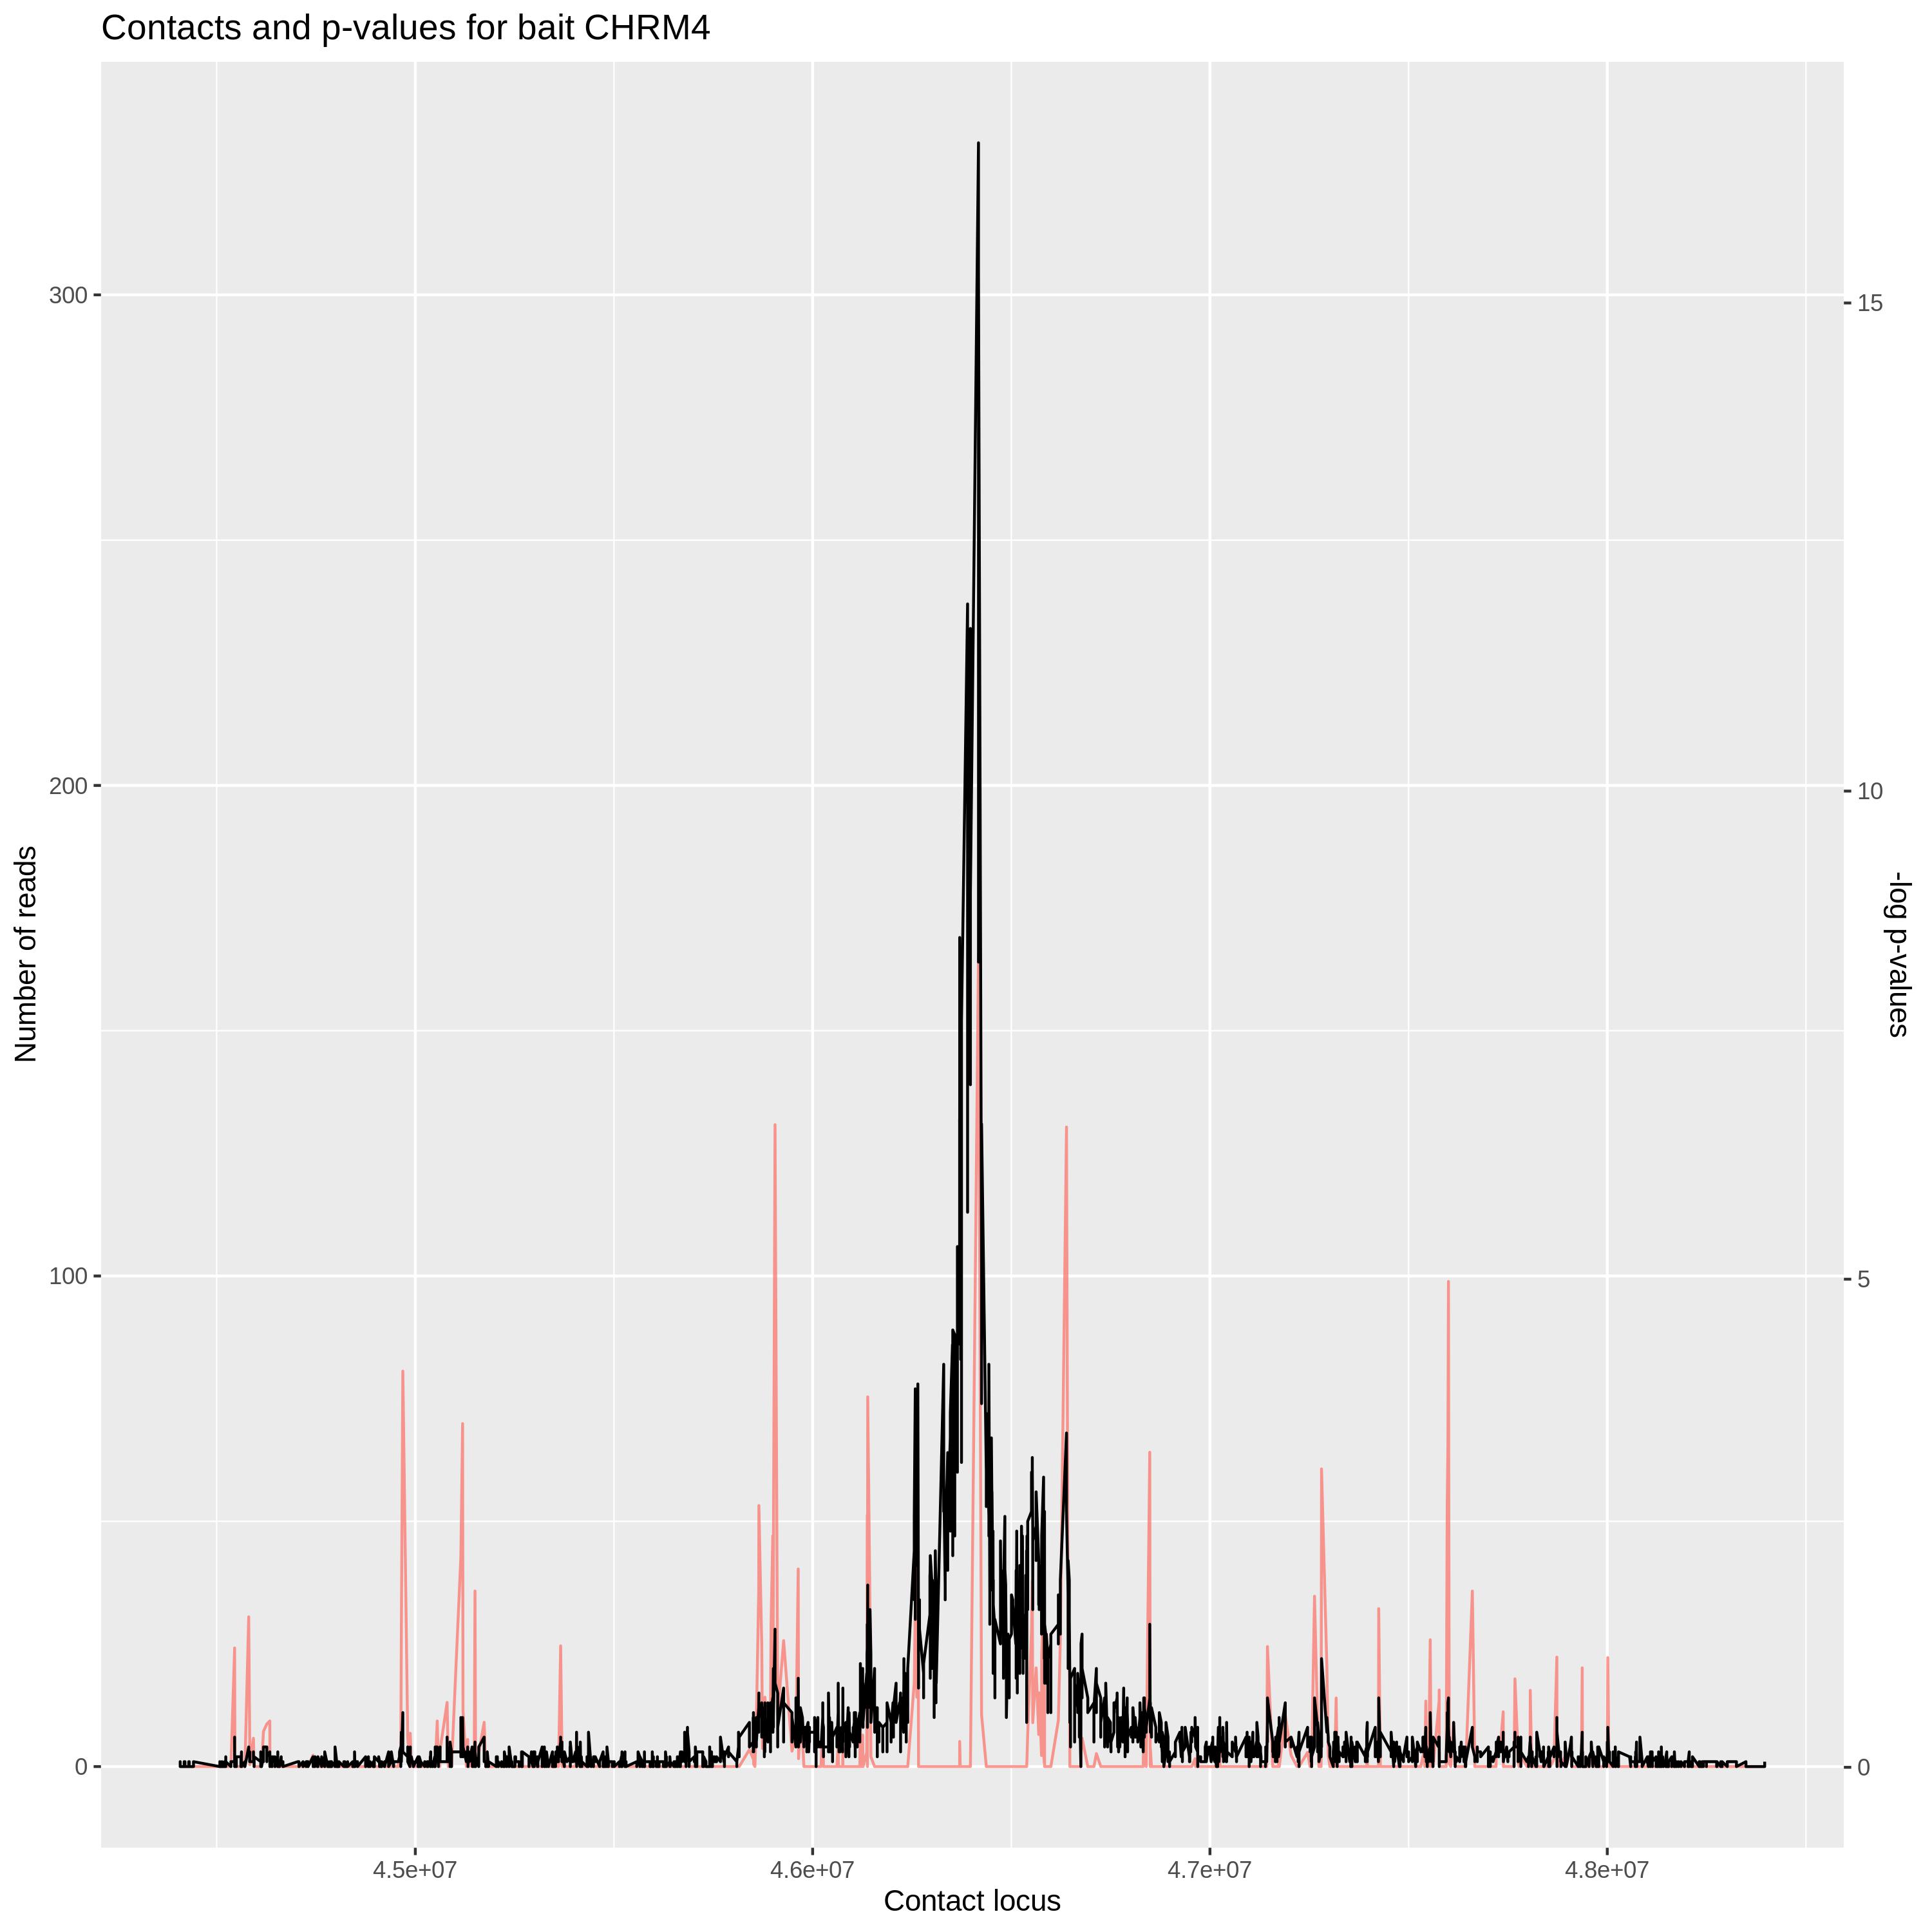 Contacts and p-values for bait CHRM4
300
200
100
0
Number of reads
15
10
5
0
-log p-values
4.5e+07 4.6e+07 4.7e+07 4.8e+07
Contact locus